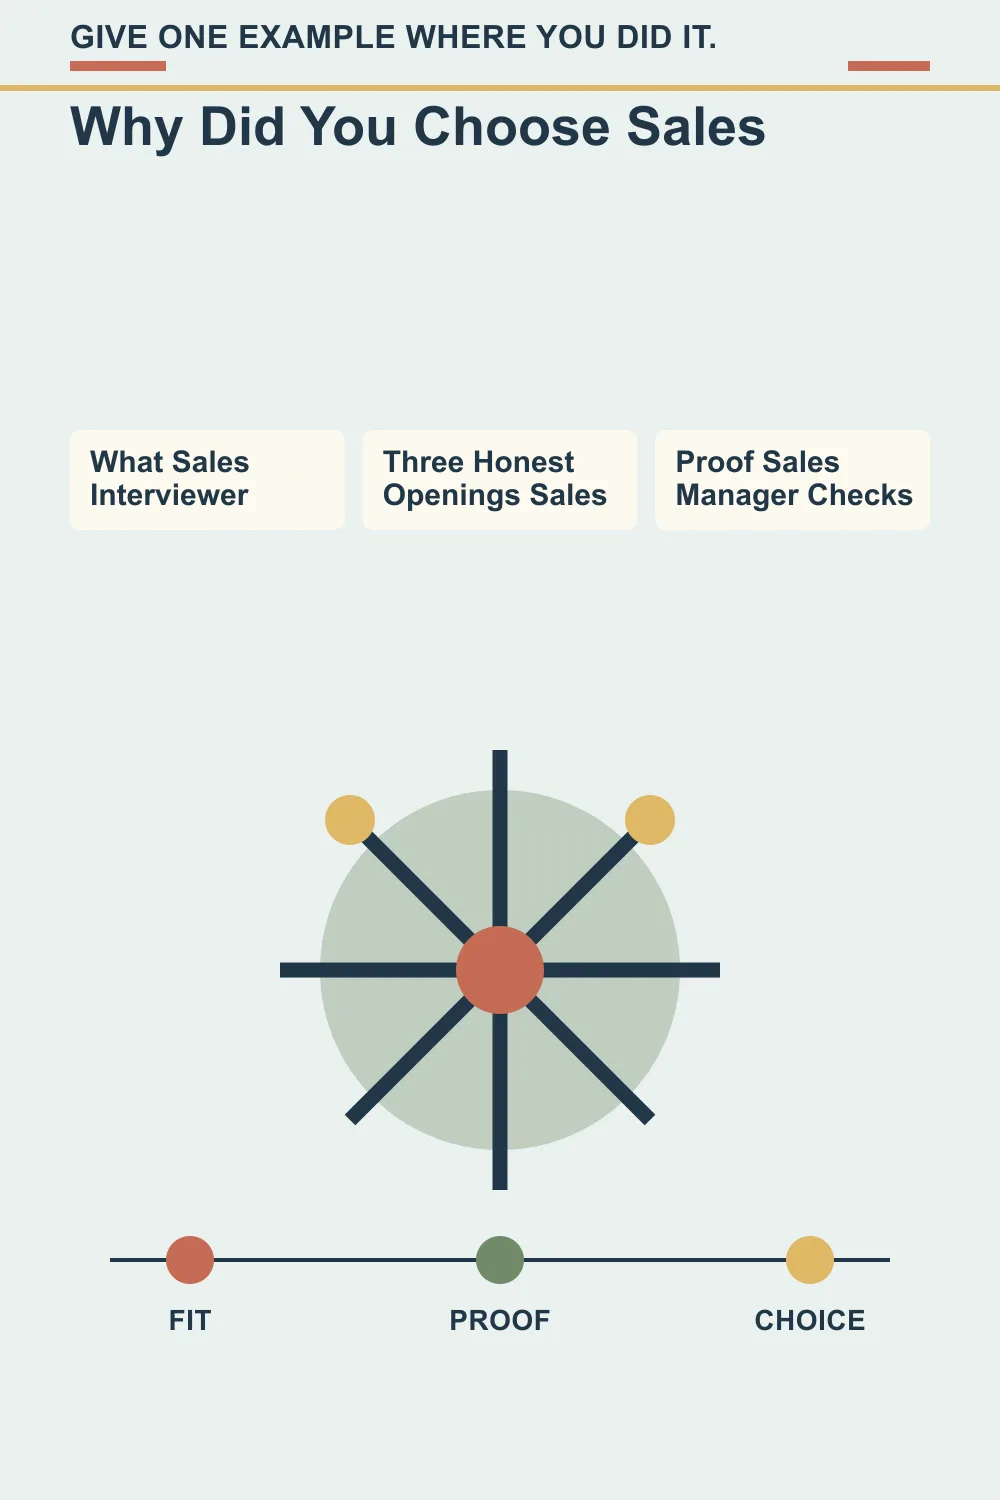 GIVE ONE EXAMPLE WHERE YOU DID IT.
Why Did You Choose Sales
What Sales
Interviewer
Three Honest
Openings Sales
Proof Sales
Manager Checks
FIT
PROOF
CHOICE